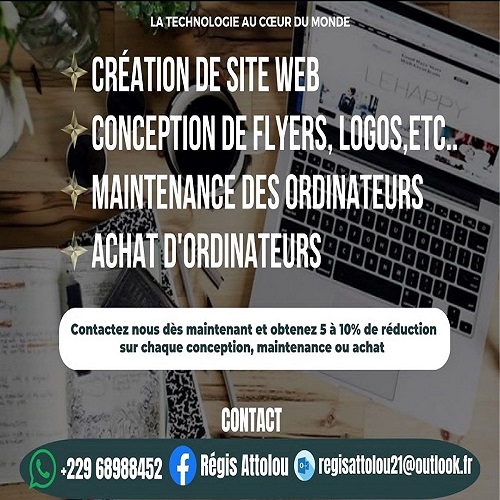 LA TECHNOLOGIE AU CŒUR DU MONDE
CRÉATION DE SITE WEB
CONCEPTION DE FLYERS, LOGOS,ETC..
MAINTENANCE DES ORDINATEURS
ACHAT D'ORDINATEURS
LEHAPPY
Contactez nous dès maintenant et obtenez 5 à 10% de réduction
sur chaque conception, maintenance ou achat
CONTACT
+229 68988452 Régis Attolou regisattolou21@outlook.fr